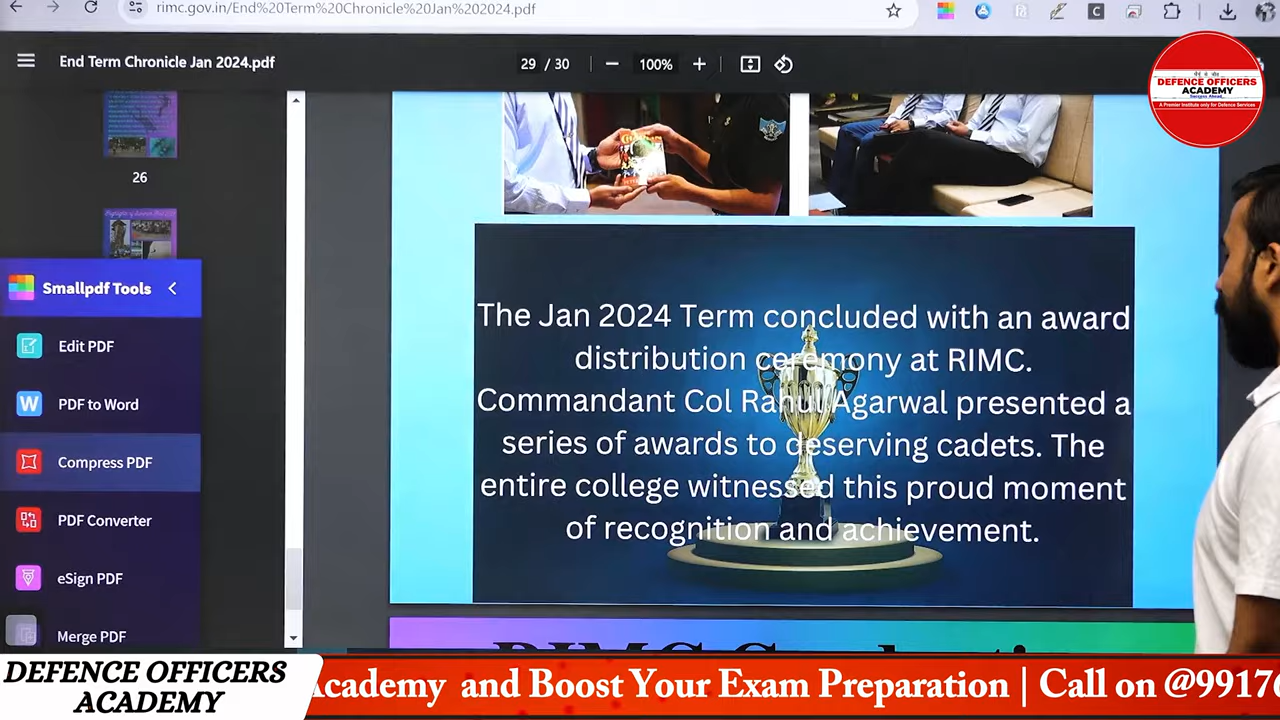 rimc.gov.in/End%20Term%20Chronicle%20Jan%202024.pdf
End Term Chronicle Jan 2024.pdf
29 / 30
100%
DEFENCE OFFICERS
ACADEMY
A Premier Institute only for Defence Services
26
Smallpdf Tools
Edit PDF
PDF to Word
Compress PDF
PDF Converter
eSign PDF
Merge PDF
The Jan 2024 Term concluded with an award
distribution ceremony at RIMC.
Commandant Col Rahul Agarwal presented a
series of awards to deserving cadets. The
entire college witnessed this proud moment
of recognition and achievement.
DEFENCE OFFICERS
ACADEMY
Academy and Boost Your Exam Preparation | Call on @9917